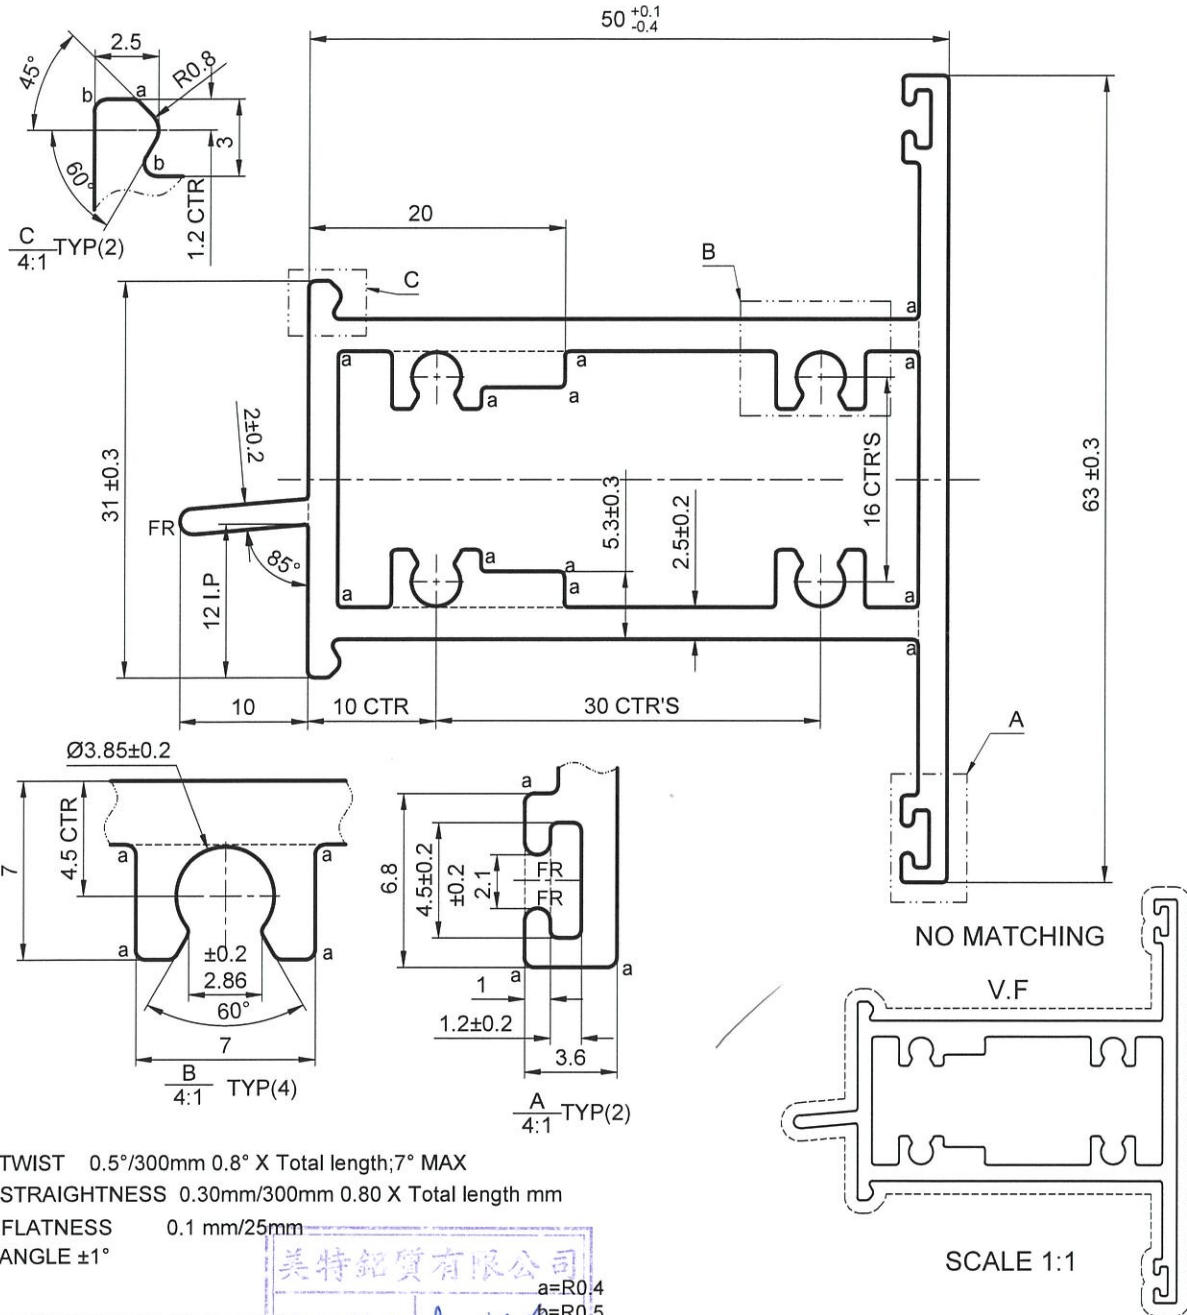 50 +0.1 -0.4
2.5
45°
R0.8
b
a
3
b
60°
1.2 CTR
C
4:1
TYP(2)
20
B
C
a
a
a
a
a
a
2±0.2
31 ±0.3
16 CTR'S
63 ±0.3
5.3±0.3
2.5±0.2
FR
85°
12 I.P
a
a
a
a
a
a
10
10 CTR
30 CTR'S
A
Ø3.85±0.2
4.5 CTR
7
a
a
a
a
±0.2
2.86
60°
7
B
4:1
TYP(4)
a
6.8
4.5±0.2
±0.2
2.1
FR
FR
a
a
1
1.2±0.2
3.6
A
4:1
TYP(2)
NO MATCHING
V.F
SCALE 1:1
TWIST 0.5°/300mm 0.8° X Total length;7° MAX
STRAIGHTNESS 0.30mm/300mm 0.80 X Total length mm
FLATNESS 0.1 mm/25mm
ANGLE ±1°
美特鋁質有限公司
a=R0.4
b=R0.5